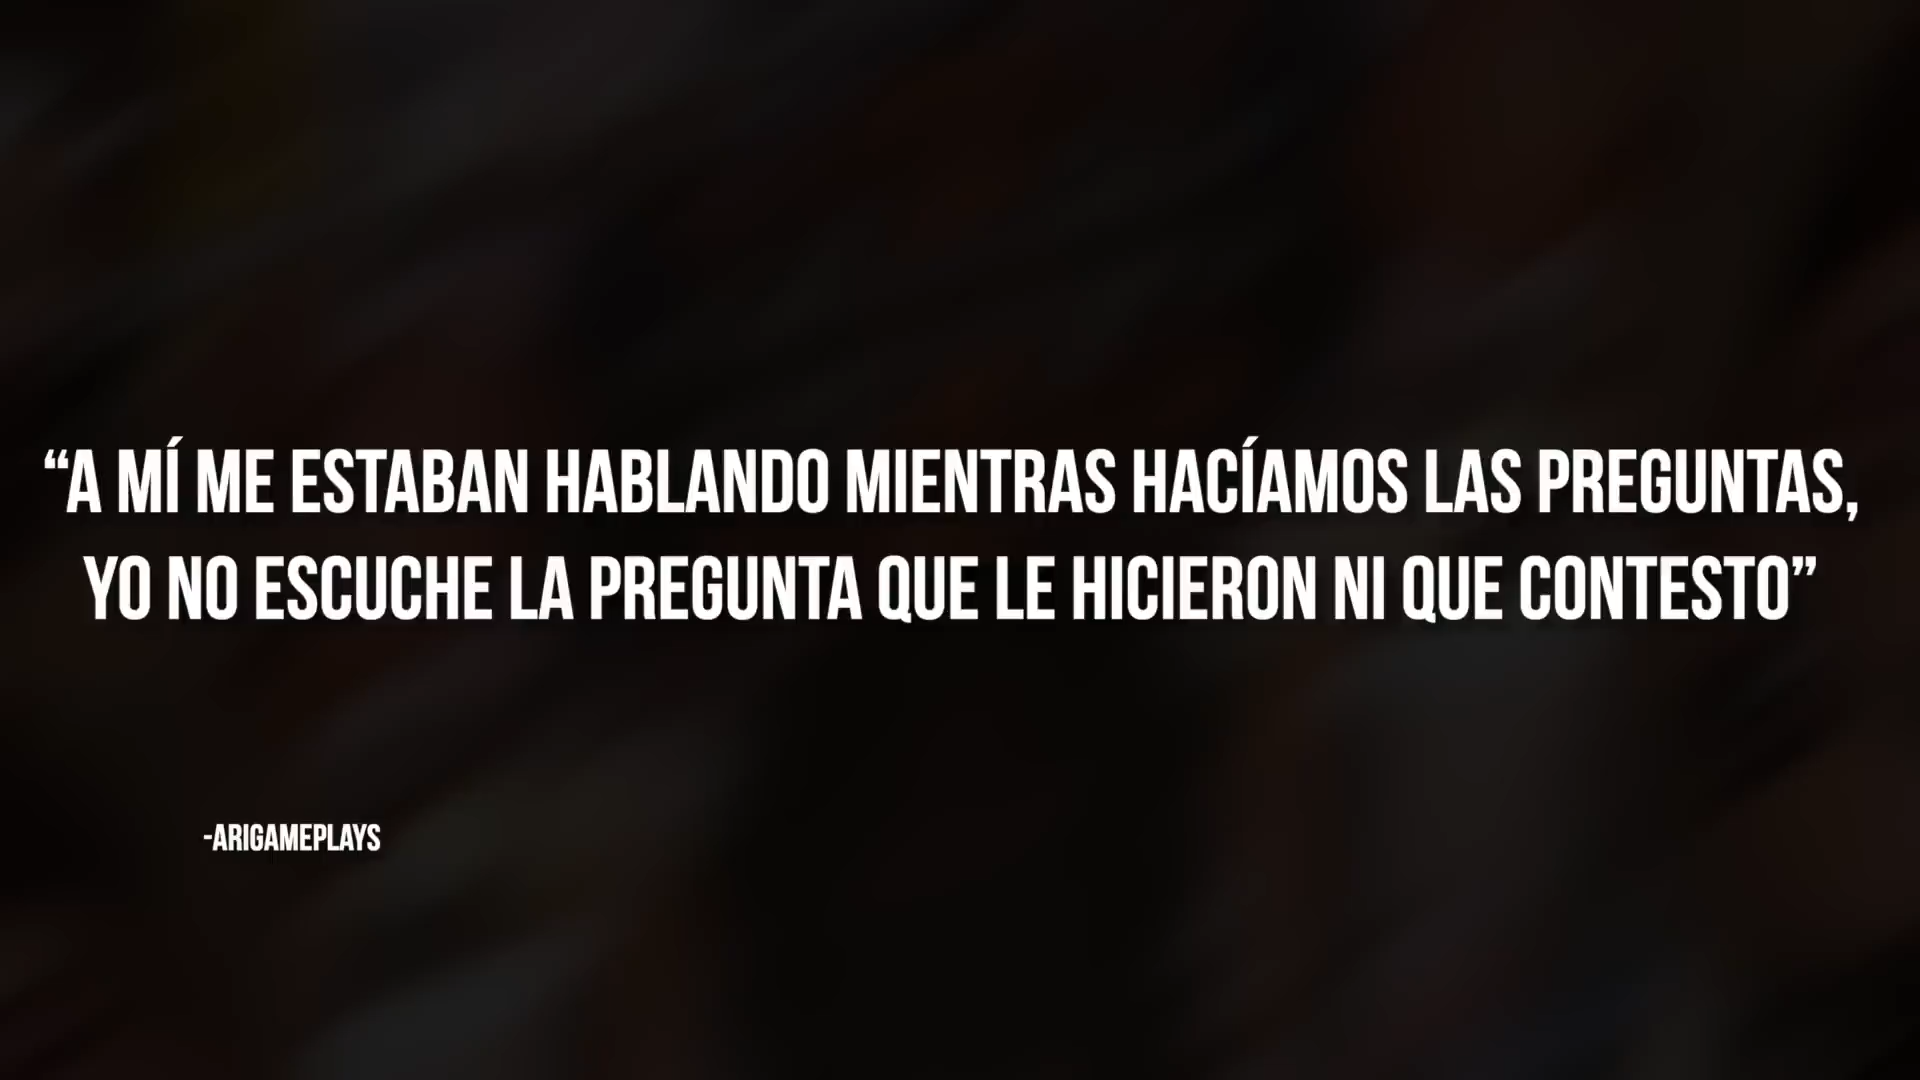 “A MÍ ME ESTABAN HABLANDO MIENTRAS HACÍAMOS LAS PREGUNTAS,
YO NO ESCUCHE LA PREGUNTA QUE LE HICIERON NI QUE CONTESTO”
-ARIGAMEPLAYS